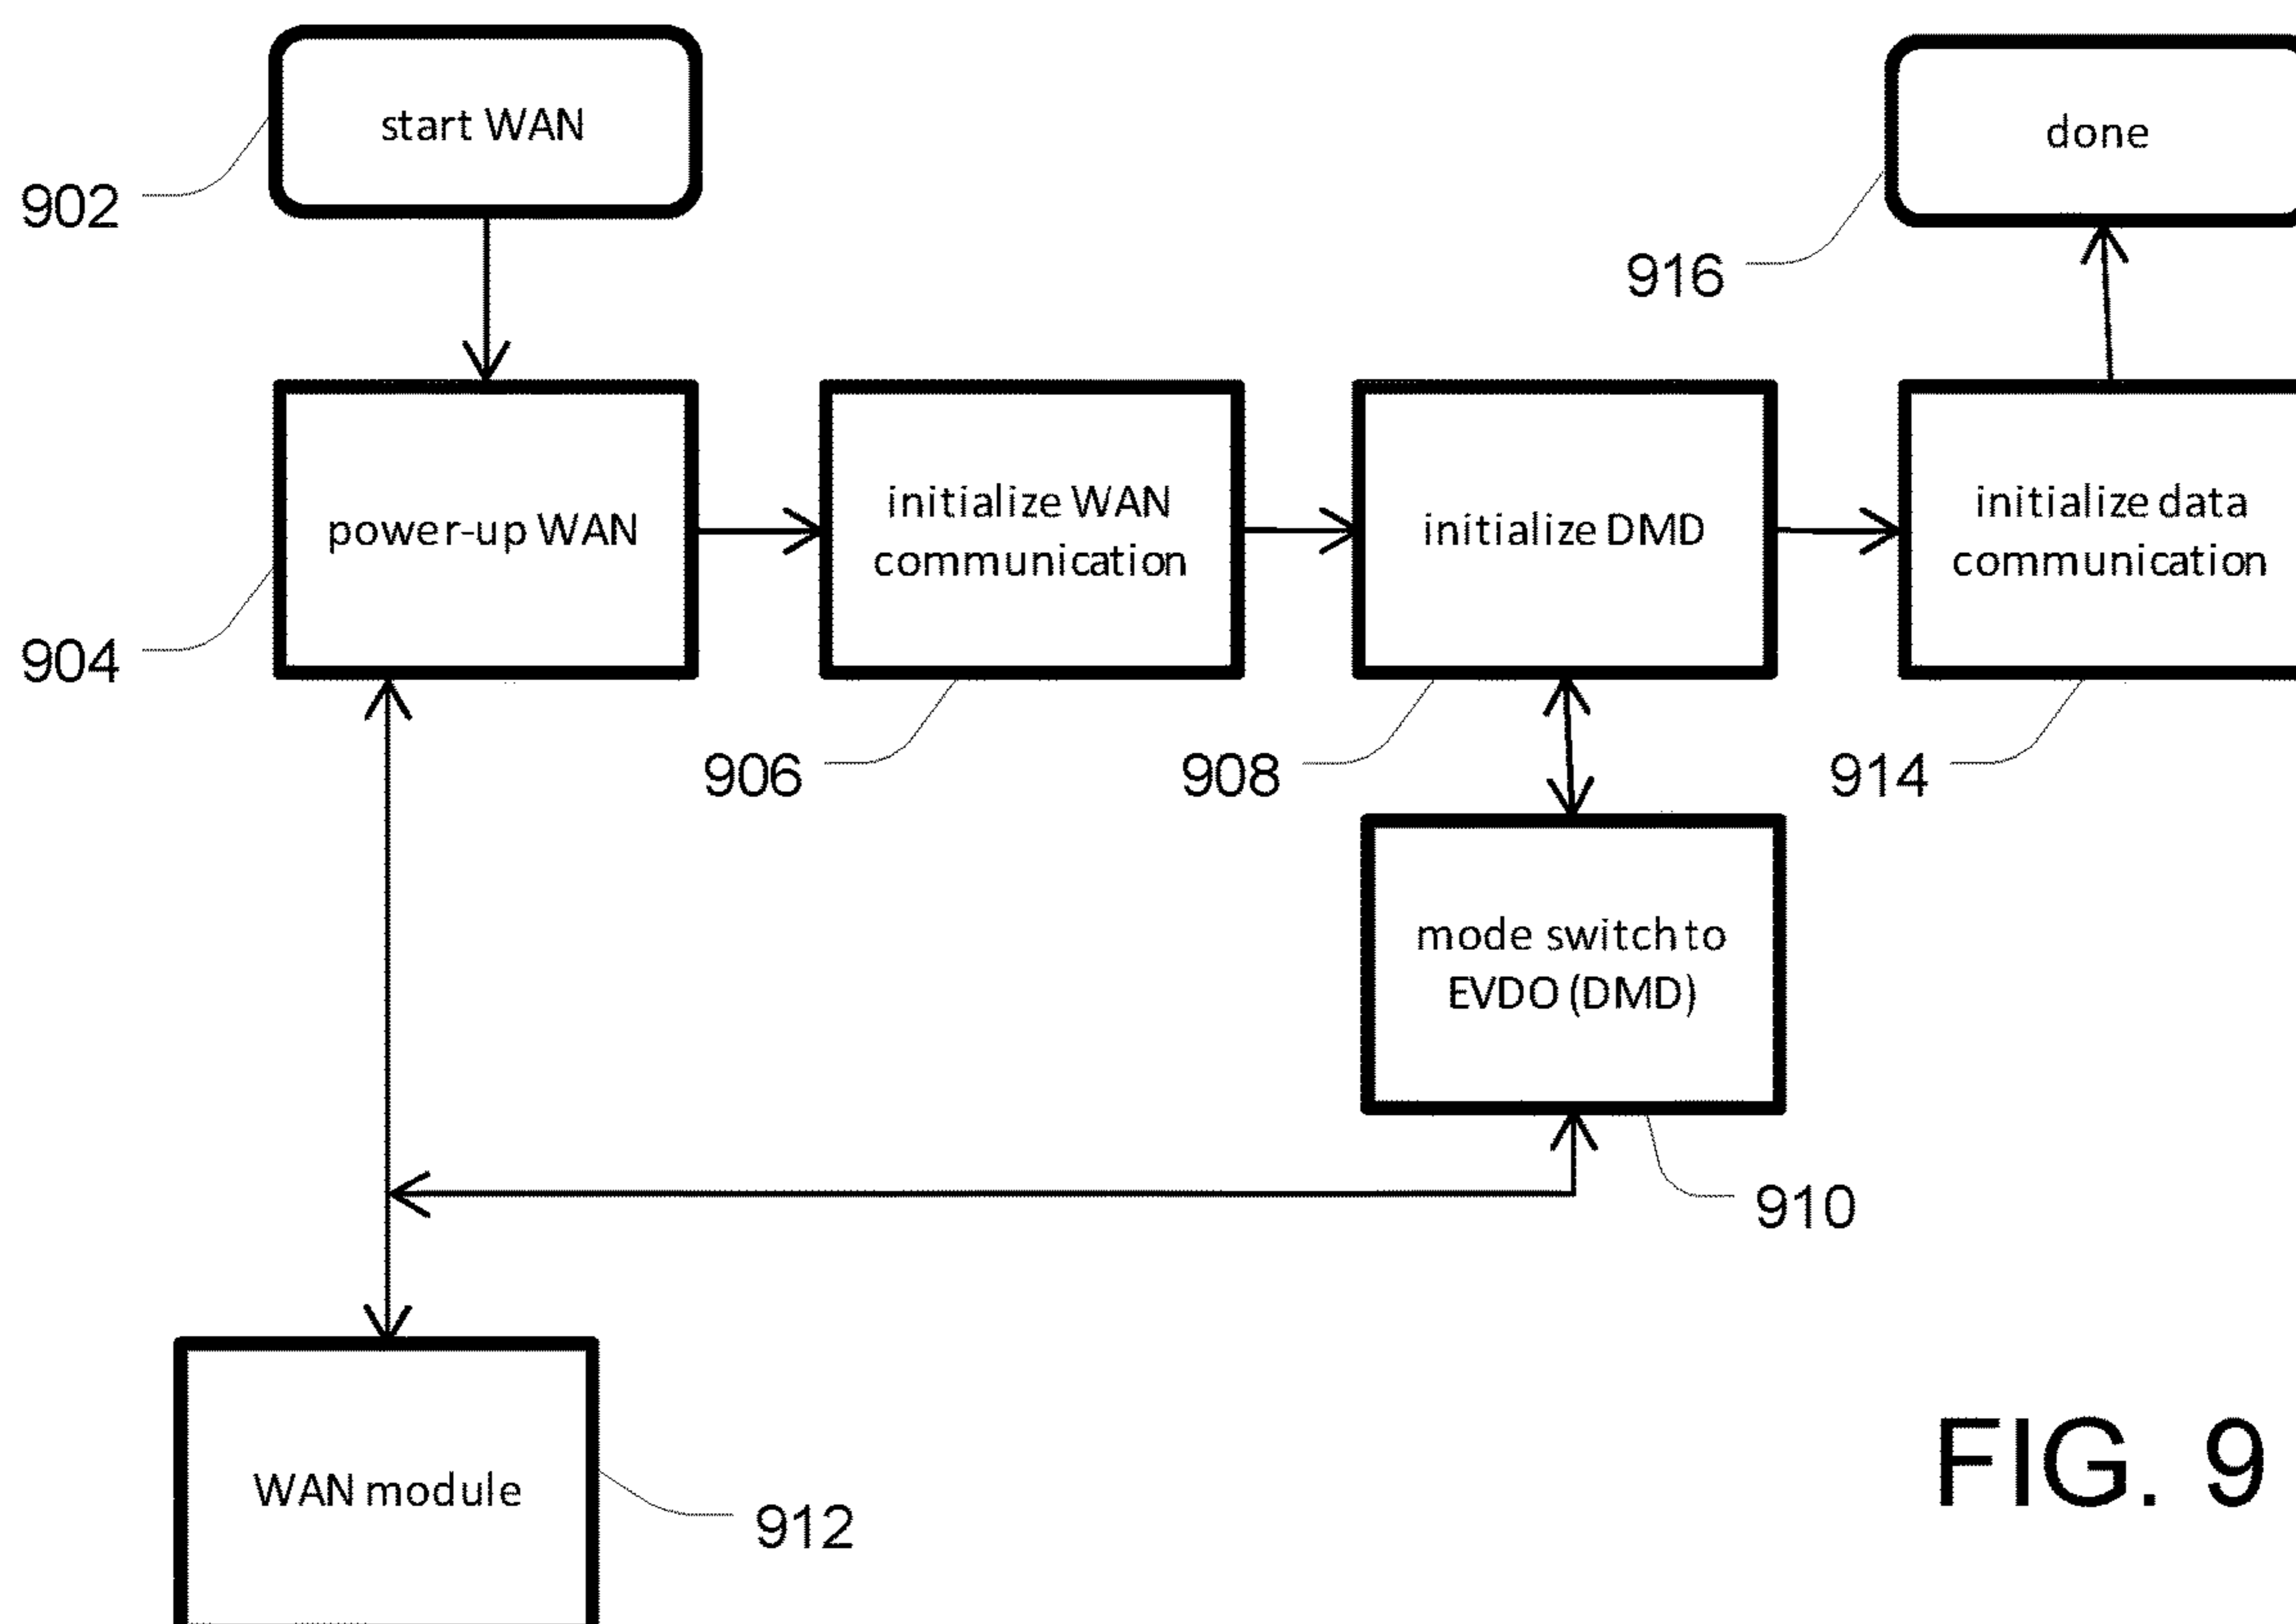 start WAN
done
902
916
power-up WAN
initialize WAN
communication
initialize DMD
initialize data
communication
904
906
908
914
mode switch to
EVDO (DMD)
910
WAN module
912
FIG. 9